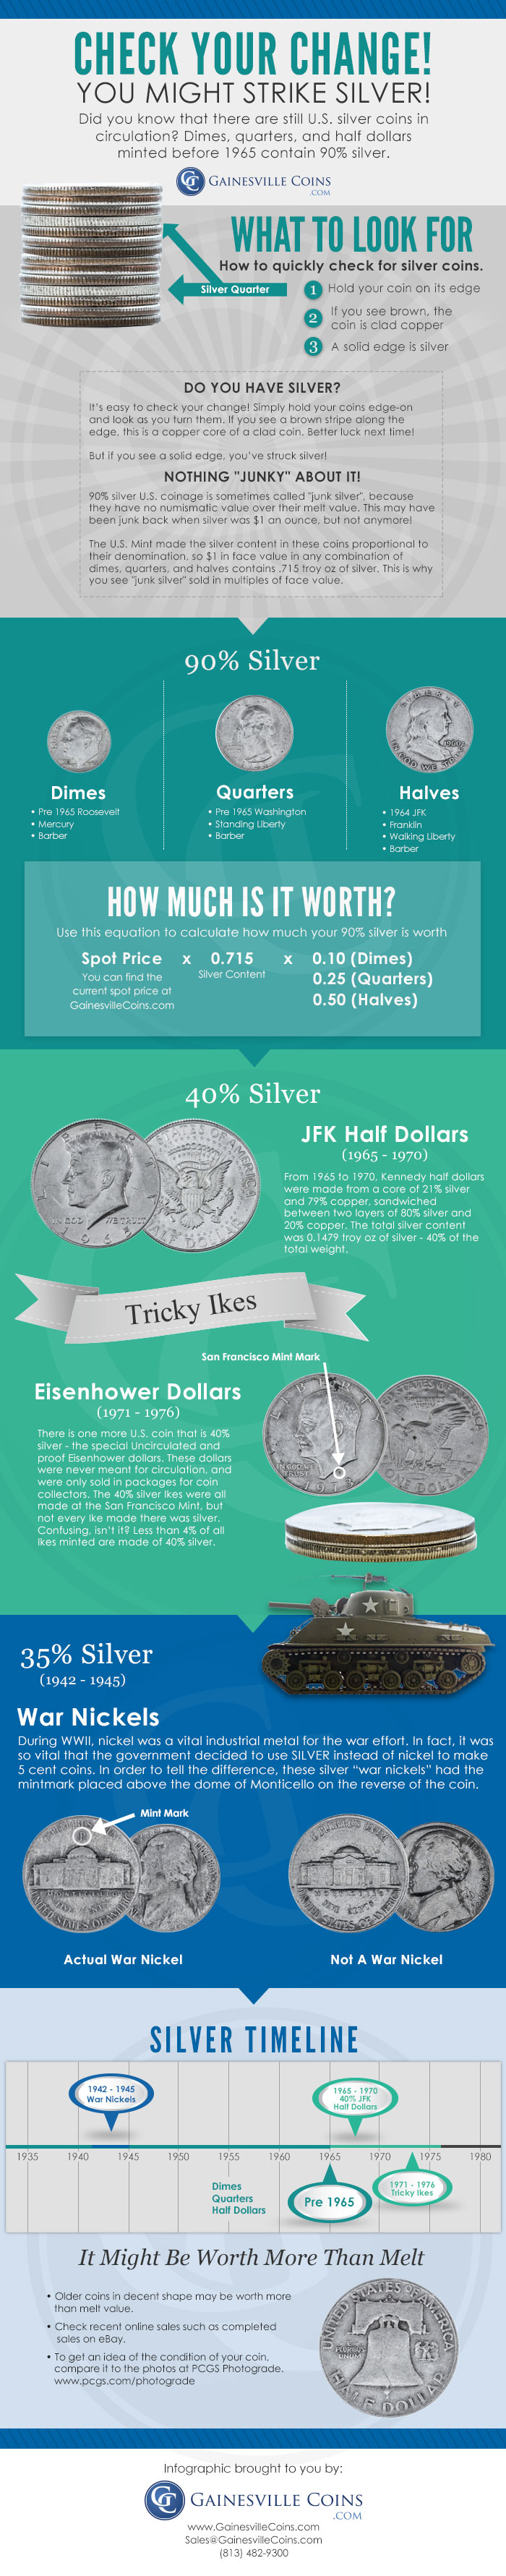 CHECK YOUR CHANGE!
YOU MIGHT STRIKE SILVER!
Did you know that there are still U.S. silver coins in
circulation? Dimes, quarters, and half dollars
minted before 1965 contain 90% silver.
GAINESVILLE COINS
.COM
WHAT TO LOOK FOR
How to quickly check for silver coins.
Silver Quarter
1 Hold your coin on its edge
2 If you see brown, the
coin is clad copper
3 A solid edge is silver
DO YOU HAVE SILVER?
It's easy to check your change! Simply hold your coins edge-on
and look as you turn them. If you see a brown stripe along the
edge, this is a copper core of a clad coin. Better luck next time!
But if you see a solid edge, you've struck silver!
NOTHING "JUNKY" ABOUT IT!
90% silver U.S. coinage is sometimes called "junk silver", because
they have no numismatic value over their melt value. This may have
been junk back when silver was $1 an ounce, but not anymore!
The U.S. Mint made the silver content in these coins proportional to
their denomination, so $1 in face value in any combination of
dimes, quarters, and halves contains .715 troy oz of silver. This is why
you see "junk silver" sold in multiples of face value.
90% Silver
Dimes
• Pre 1965 Roosevelt
• Mercury
• Barber
Quarters
• Pre 1965 Washington
• Standing Liberty
• Barber
Halves
• 1964 JFK
• Franklin
• Walking Liberty
• Barber
HOW MUCH IS IT WORTH?
Use this equation to calculate how much your 90% silver is worth
Spot Price x 0.715 x 0.10 (Dimes)
You can find the
current spot price at
GainesvilleCoins.com
Silver Content
0.25 (Quarters)
0.50 (Halves)
40% Silver
JFK Half Dollars
(1965 - 1970)
From 1965 to 1970, Kennedy half dollars
were made from a core of 21% silver
and 79% copper, sandwiched
between two layers of 80% silver and
20% copper. The total silver content
was 0.1479 troy oz of silver - 40% of the
total weight.
Tricky Ikes
San Francisco Mint Mark
Eisenhower Dollars
(1971 - 1976)
There is one more U.S. coin that is 40%
silver - the special Uncirculated and
proof Eisenhower dollars. These dollars
were never meant for circulation, and
were only sold in packages for coin
collectors. The 40% silver Ikes were all
made at the San Francisco Mint, but
not every Ike made there was silver.
Confusing, isn't it? Less than 4% of all
Ikes minted are made of 40% silver.
35% Silver
(1942 - 1945)
War Nickels
During WWII, nickel was a vital industrial metal for the war effort. In fact, it was
so vital that the government decided to use SILVER instead of nickel to make
5 cent coins. In order to tell the difference, these silver "war nickels" had the
mintmark placed above the dome of Monticello on the reverse of the coin.
Mint Mark
Actual War Nickel
Not A War Nickel
SILVER TIMELINE
1942 - 1945
War Nickels
1965 - 1970
40% JFK
Half Dollars
1935 1940 1945 1950 1955 1960 1965 1970 1975 1980
Dimes
Quarters
Half Dollars
Pre 1965
1971 - 1976
Tricky Ikes
It Might Be Worth More Than Melt
• Older coins in decent shape may be worth more
than melt value.
• Check recent online sales such as completed
sales on eBay.
• To get an idea of the condition of your coin,
compare it to the photos at PCGS Photograde.
www.pcgs.com/photograde
UNITED STATES OF AMERICA
HALF DOLLAR
Infographic brought to you by:
GAINESVILLE COINS
.COM
www.GainesvilleCoins.com
Sales@GainesvilleCoins.com
(813) 482-9300